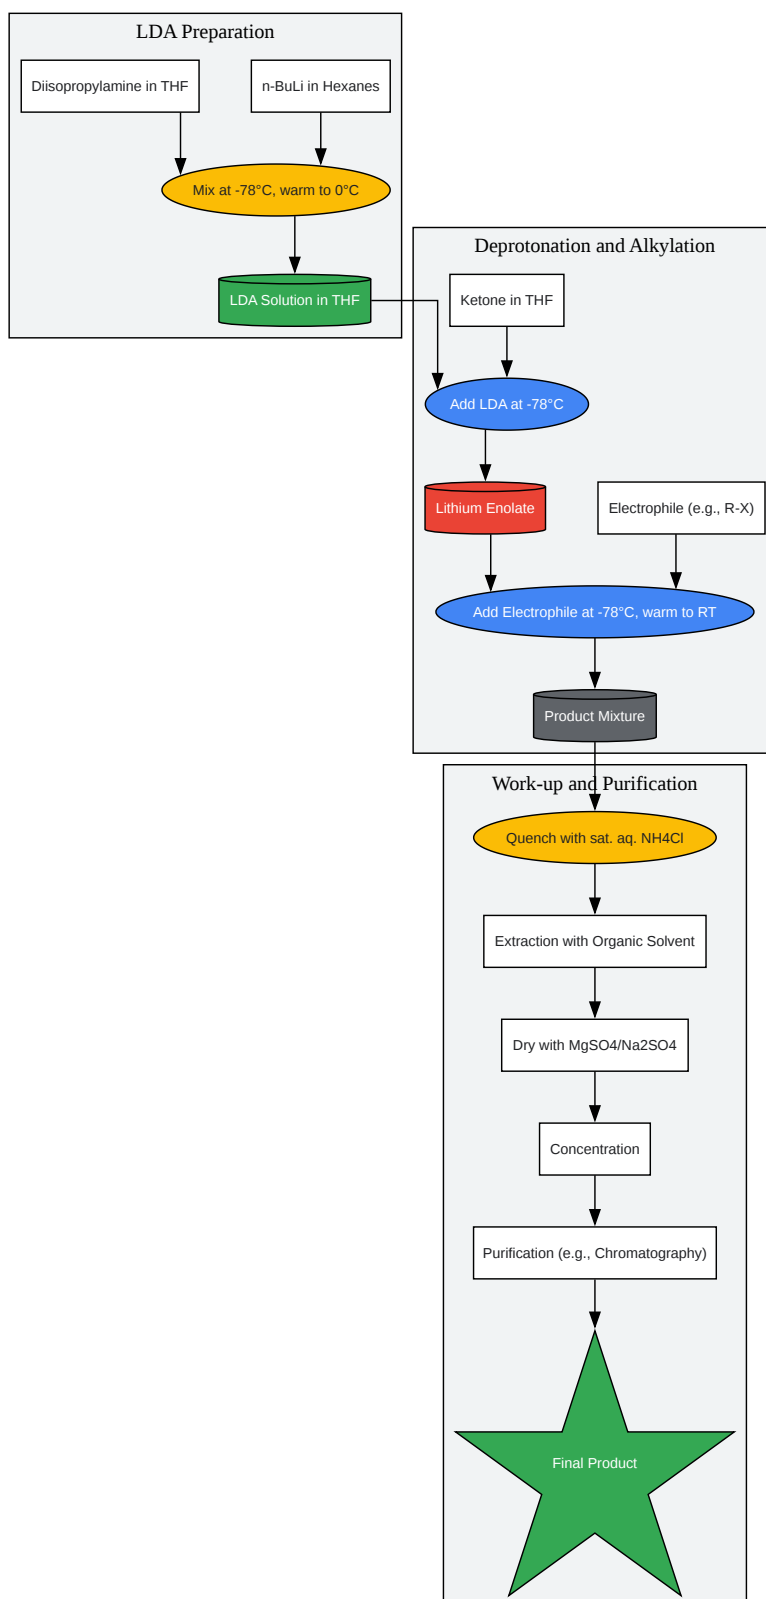 LDA Preparation
Diisopropylamine in THF
n-BuLi in Hexanes
Mix at -78°C, warm to 0°C
LDA Solution in THF
Deprotonation and Alkylation
Ketone in THF
Add LDA at -78°C
Lithium Enolate
Electrophile (e.g., R-X)
Add Electrophile at -78°C, warm to RT
Product Mixture
Work-up and Purification
Quench with sat. aq. NH4Cl
Extraction with Organic Solvent
Dry with MgSO4/Na2SO4
Concentration
Purification (e.g., Chromatography)
Final Product